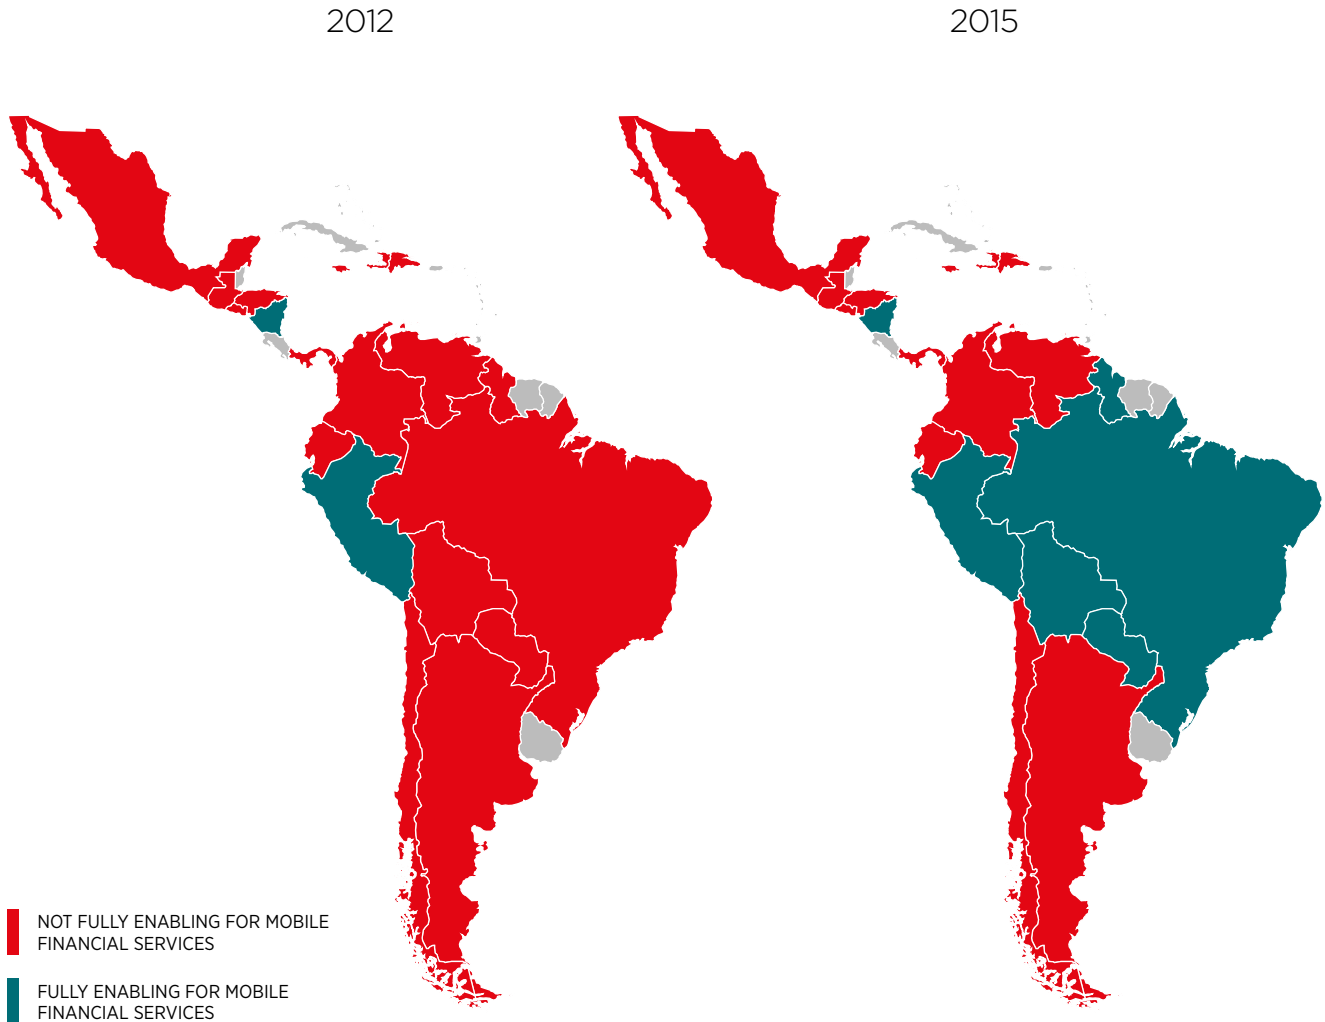 2012
2015
NOT FULLY ENABLING FOR MOBILE
FINANCIAL SERVICES
FULLY ENABLING FOR MOBILE
FINANCIAL SERVICES